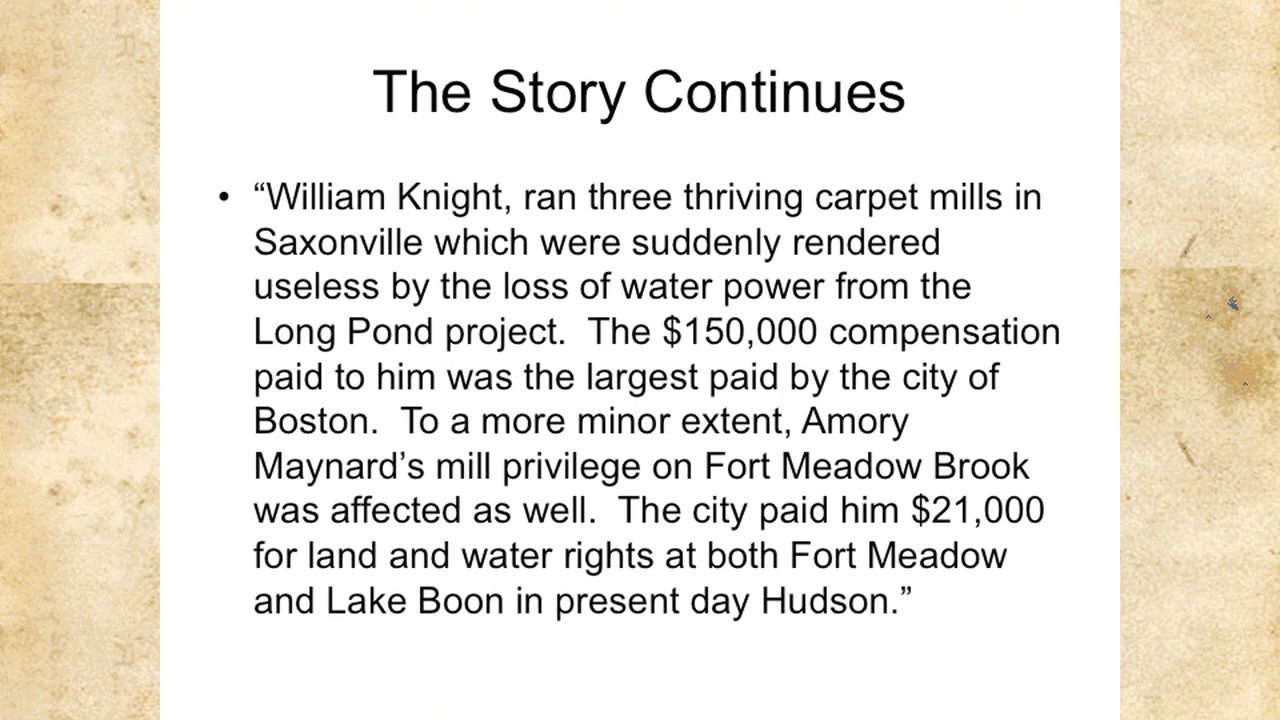 The Story Continues
• “William Knight, ran three thriving carpet mills in
Saxonville which were suddenly rendered
useless by the loss of water power from the
Long Pond project.  The $150,000 compensation
paid to him was the largest paid by the city of
Boston.  To a more minor extent, Amory
Maynard’s mill privilege on Fort Meadow Brook
was affected as well.  The city paid him $21,000
for land and water rights at both Fort Meadow
and Lake Boon in present day Hudson.”